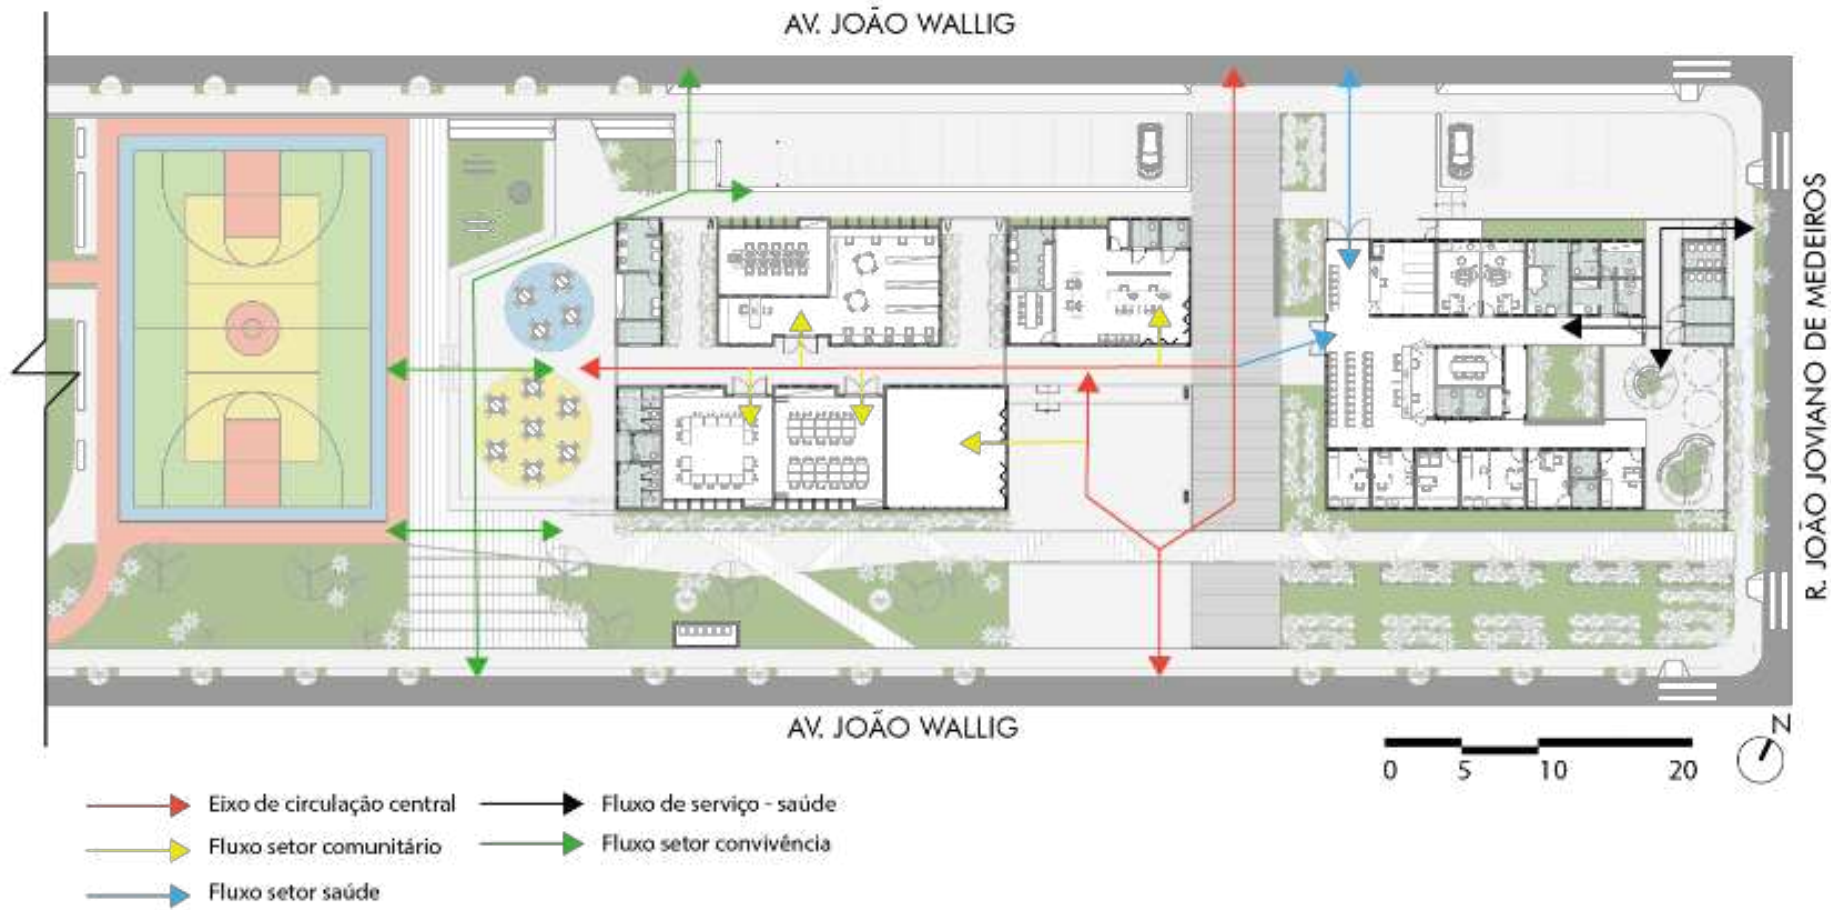 AV. JOÃO WALLIG
R. JOÃO JOVIANO DE MEDEIROS
AV. JOÃO WALLIG
N
0 5 10 20
Eixo de circulação central
Fluxo de serviço - saúde
Fluxo setor comunitário
Fluxo setor convivência
Fluxo setor saúde